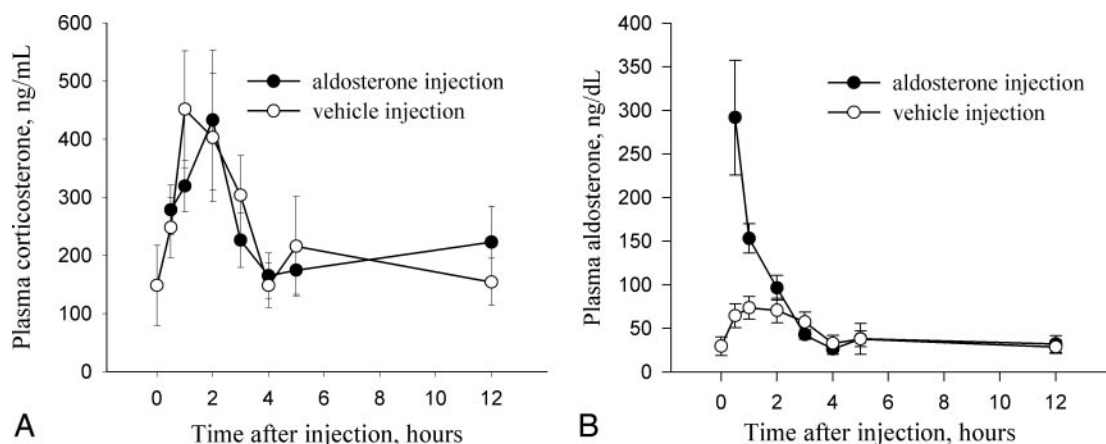 600
500
400
300
200
100
0
Plasma corticosterone, ng/mL
aldosterone injection
vehicle injection
0 2 4 6 8 10 12
Time after injection, hours
A
400
350
300
250
200
150
100
50
0
Plasma aldosterone, ng/dL
aldosterone injection
vehicle injection
0 2 4 6 8 10 12
Time after injection, hours
B